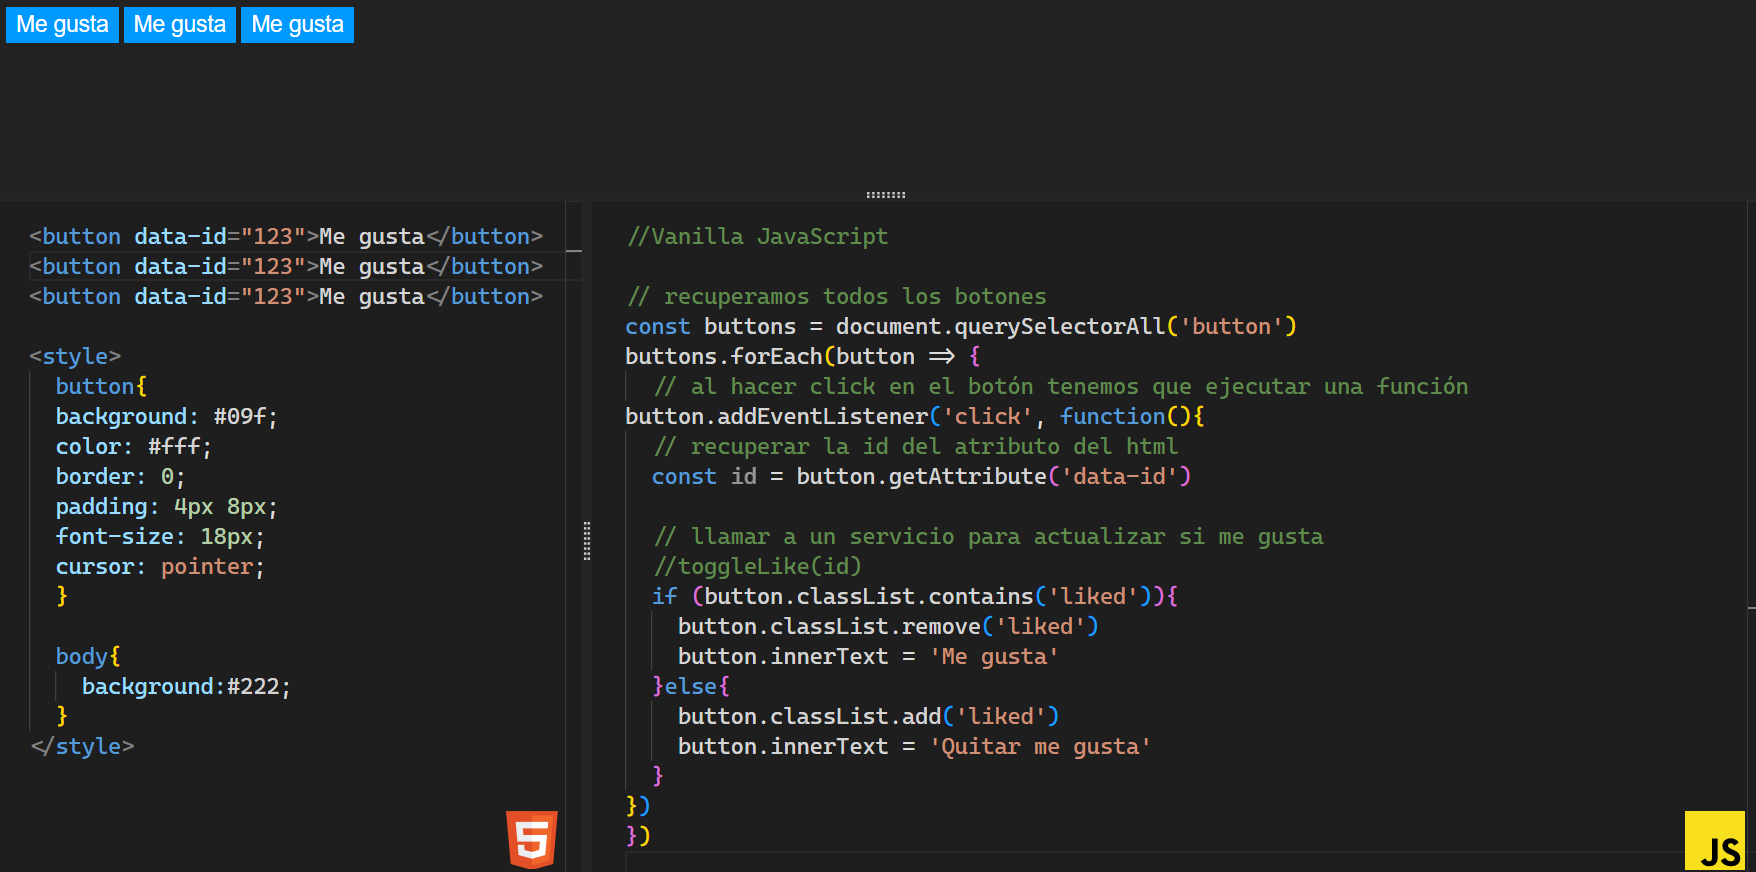 Me gusta Me gusta Me gusta
<button data-id="123">Me gusta</button>
<button data-id="123">Me gusta</button>
<button data-id="123">Me gusta</button>
<style>
button{
background: #09f;
color: #fff;
border: 0;
padding: 4px 8px;
font-size: 18px;
cursor: pointer;
}
body{
background:#222;
}
</style>
5
//Vanilla JavaScript
// recuperamos todos los botones
const buttons = document.querySelectorAll('button')
buttons.forEach(button => {
// al hacer click en el botón tenemos que ejecutar una función
button.addEventListener('click', function(){
// recuperar la id del atributo del html
const id = button.getAttribute('data-id')
// llamar a un servicio para actualizar si me gusta
//toggleLike(id)
if (button.classList.contains('liked')){
button.classList.remove('liked')
button.innerText = 'Me gusta'
}else{
button.classList.add('liked')
button.innerText = 'Quitar me gusta'
}
})
})
JS